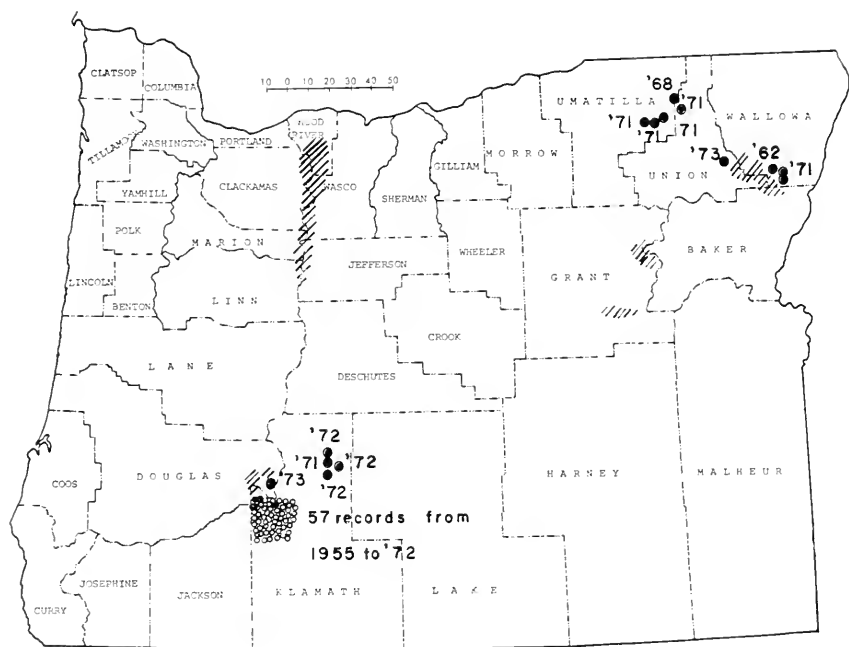 CLATSOP
COLUMBIA
10 0 10 20 30 40 50
TILLAMOOK
WASHINGTON
PORTLAND
HOOD
RIVER
YAMHILL
CLACKAMAS
WASCO
SHERMAN
GILLIAM
MORROW
UMATILLA
'68
'71
WALLOWA
'71
'71
'71
'73
'62
'71
UNION
POLK
MARION
JEFFERSON
WHEELER
GRANT
BAKER
LINCOLN
BENTON
LINN
CROOK
LANE
DESCHUTES
'72
'71
'72
'72
DOUGLAS
'73
COOS
HARNEY
MALHEUR
57 records from
1955 to '72
CURRY
JOSEPHINE
JACKSON
KLAMATH
LAKE